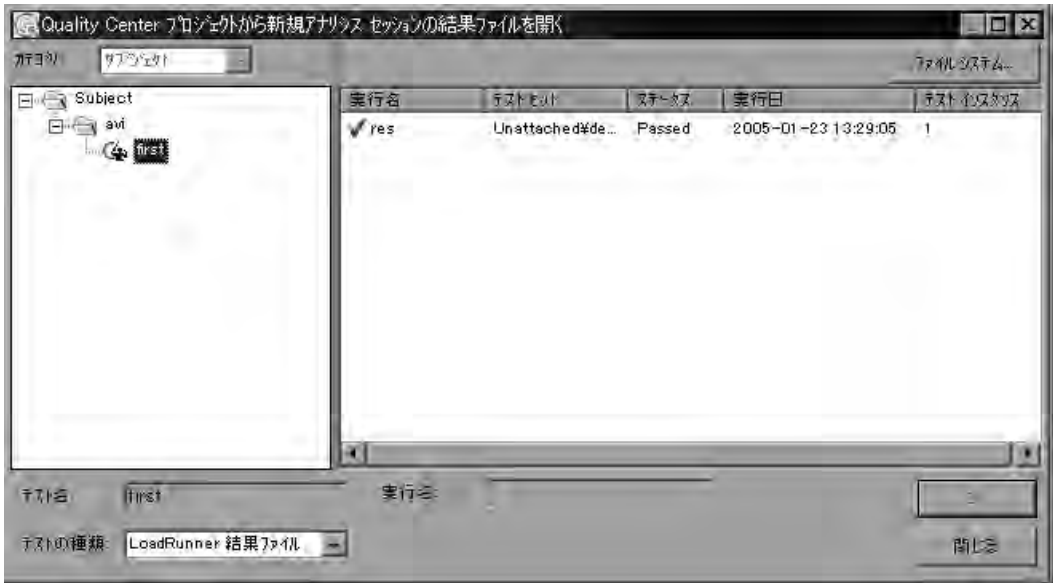 Quality Center プロジェクトから新規アナリシス セッションの結果ファイルを開く
カテゴリ: サブジェクト
ファイル システム...
Subject
avi
first
実行名 テスト セット ステータス 実行日 テスト インスタンス
res Unattached¥de... Passed 2005-01-23 13:29:05 1
テスト名: first 実行名:
テストの種類: LoadRunner 結果ファイル
閉じる